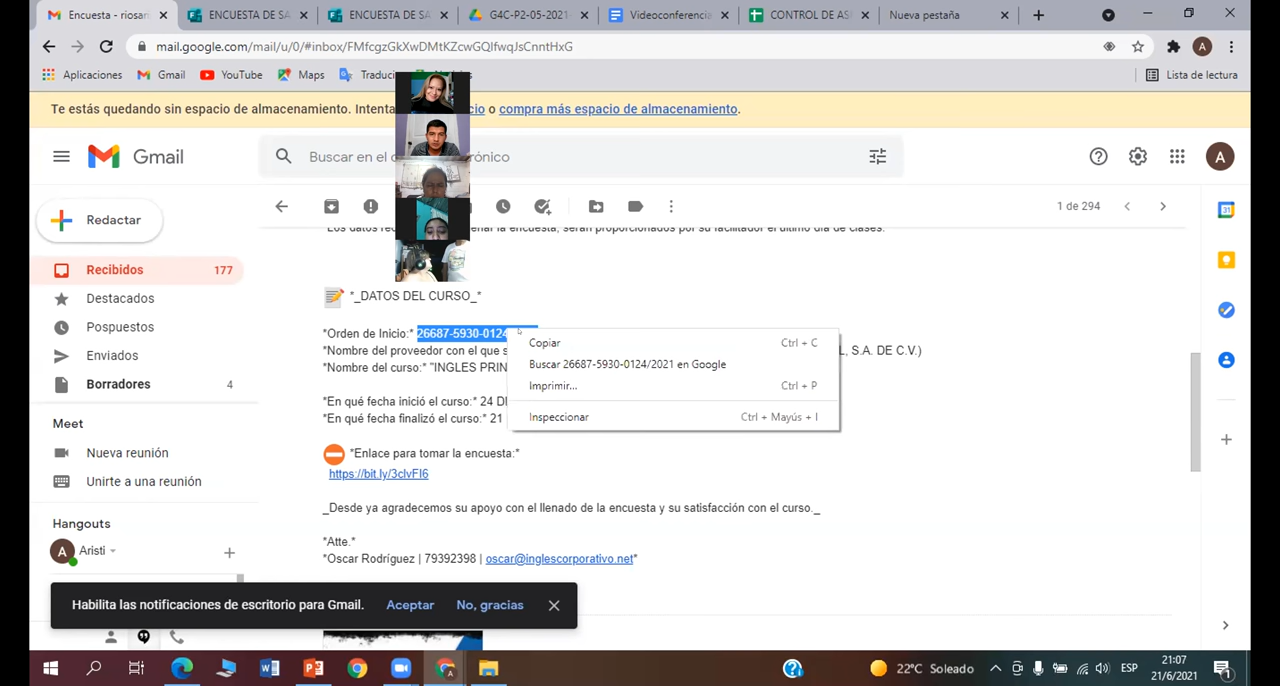 Encuesta - riosari
ENCUESTA DE SA
ENCUESTA DE SA
G4C-P2-05-2021-
Videoconferencia
CONTROL DE AS
Nueva pestaña
mail.google.com/mail/u/0/#inbox/FMfcgzGkXwDMtKZcwGQlfwqJsCnntHxG
A
Aplicaciones
Gmail
YouTube
Maps
Traduci
Lista de lectura
Te estás quedando sin espacio de almacenamiento. Intenta
cio o compra más espacio de almacenamiento.
Gmail
Buscar en el c
trónico
A
Redactar
1 de 294
Recibidos 177
Destacados
Pospuestos
Enviados
Borradores 4
Meet
Nueva reunión
Unirte a una reunión
Hangouts
A Aristi
enar la encuesta, serán proporcionados por su facilitador el último día de clases.
*_DATOS DEL CURSO_*
*Orden de Inicio:* 26687-5930-0124
*Nombre del proveedor con el que s
L, S.A. DE C.V.)
*Nombre del curso:* "INGLES PRIN
*En qué fecha inició el curso:* 24 D
*En qué fecha finalizó el curso:* 21
Copiar Ctrl + C
Buscar 26687-5930-0124/2021 en Google
Imprimir... Ctrl + P
Inspeccionar Ctrl + Mayús + I
*Enlace para tomar la encuesta:*
https://bit.ly/3clvFI6
_Desde ya agradecemos su apoyo con el llenado de la encuesta y su satisfacción con el curso._
*Atte.*
*Oscar Rodríguez | 79392398 | oscar@inglescorporativo.net*
Habilita las notificaciones de escritorio para Gmail. Aceptar No, gracias
22°C Soleado
ESP
21:07
21/6/2021
1